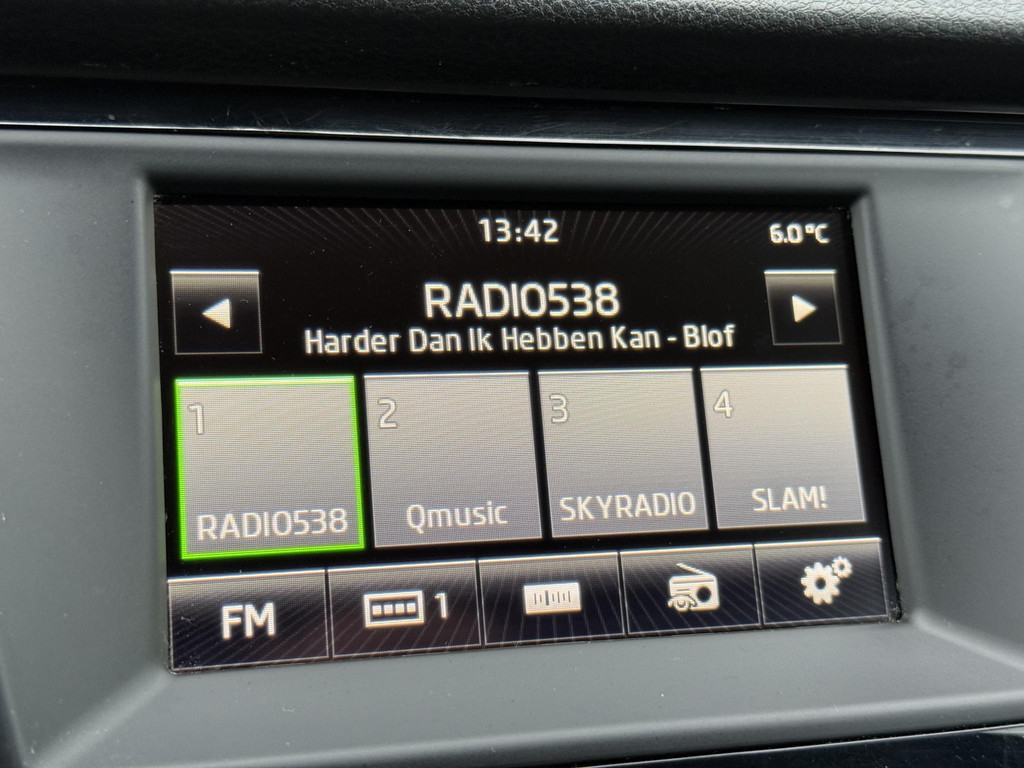 13:42
6.0°C
RADIO538
Harder Dan Ik Hebben Kan - Blof
1
2
3
4
RADIO538
Qmusic
SKYRADIO
SLAM!
FM
1